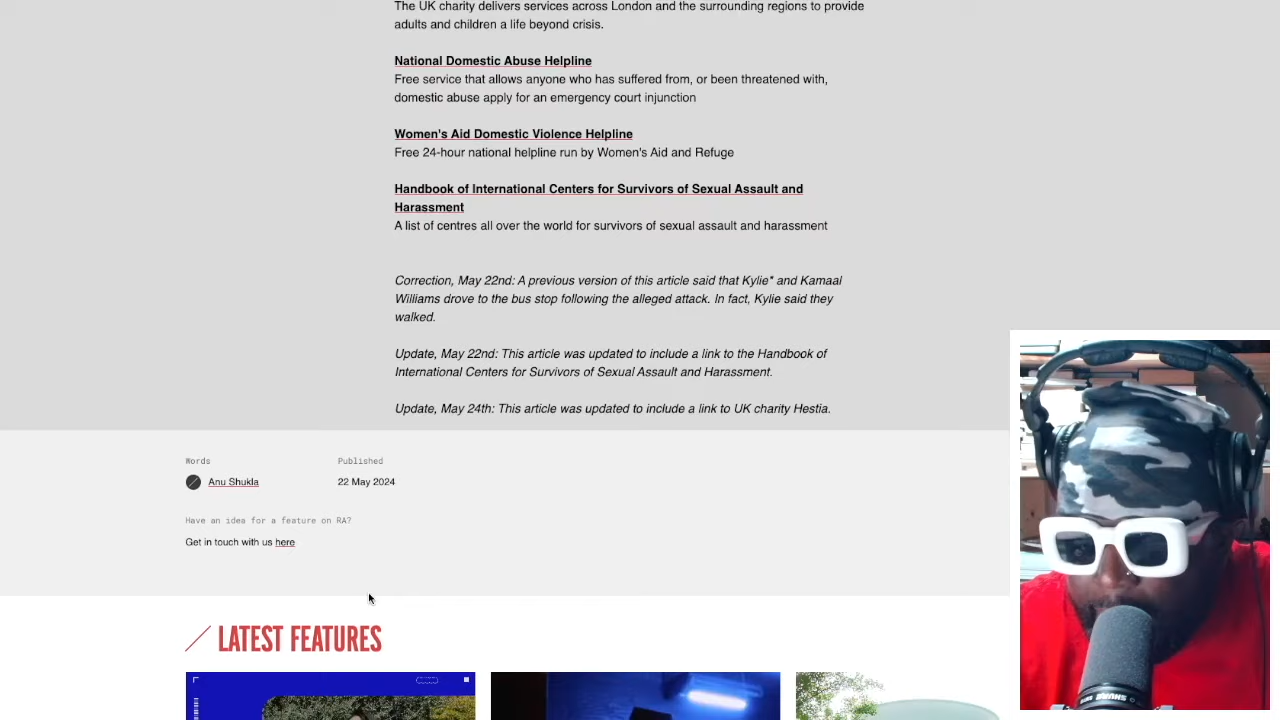 The UK charity delivers services across London and the surrounding regions to provide
adults and children a life beyond crisis.
National Domestic Abuse Helpline
Free service that allows anyone who has suffered from, or been threatened with,
domestic abuse apply for an emergency court injunction
Women's Aid Domestic Violence Helpline
Free 24-hour national helpline run by Women's Aid and Refuge
Handbook of International Centers for Survivors of Sexual Assault and
Harassment
A list of centres all over the world for survivors of sexual assault and harassment
Correction, May 22nd: A previous version of this article said that Kylie* and Kamaal
Williams drove to the bus stop following the alleged attack. In fact, Kylie said they
walked.
Update, May 22nd: This article was updated to include a link to the Handbook of
International Centers for Survivors of Sexual Assault and Harassment.
Update, May 24th: This article was updated to include a link to UK charity Hestia.
Words
Published
Anu Shukla
22 May 2024
Have an idea for a feature on RA?
Get in touch with us here
LATEST FEATURES
SHURE